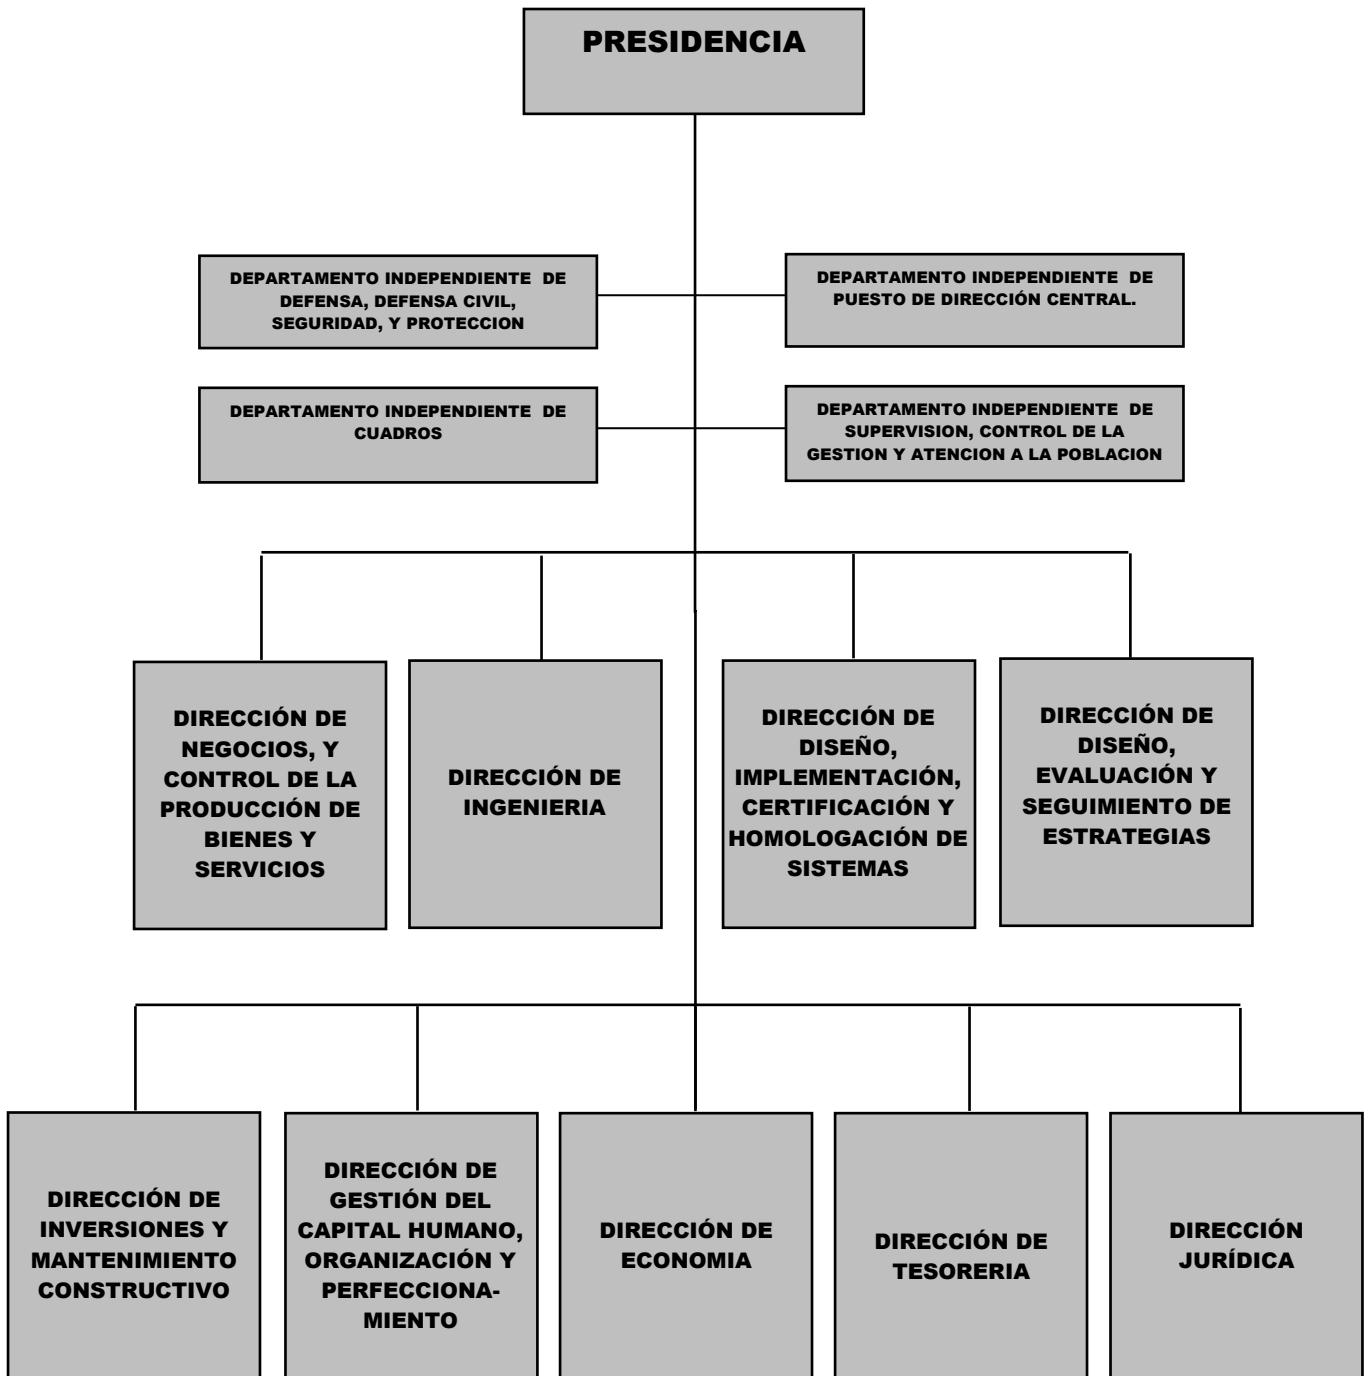 PRESIDENCIA
DEPARTAMENTO INDEPENDIENTE DE
DEFENSA, DEFENSA CIVIL,
SEGURIDAD, Y PROTECCION
DEPARTAMENTO INDEPENDIENTE DE
PUESTO DE DIRECCIÓN CENTRAL.
DEPARTAMENTO INDEPENDIENTE DE
CUADROS
DEPARTAMENTO INDEPENDIENTE DE
SUPERVISION, CONTROL DE LA
GESTION Y ATENCION A LA POBLACION
DIRECCIÓN DE
NEGOCIOS, Y
CONTROL DE LA
PRODUCCIÓN DE
BIENES Y
SERVICIOS
DIRECCIÓN DE
INGENIERIA
DIRECCIÓN DE
DISEÑO,
IMPLEMENTACIÓN,
CERTIFICACIÓN Y
HOMOLOGACIÓN DE
SISTEMAS
DIRECCIÓN DE
DISEÑO,
EVALUACIÓN Y
SEGUIMIENTO DE
ESTRATEGIAS
DIRECCIÓN DE
INVERSIONES Y
MANTENIMIENTO
CONSTRUCTIVO
DIRECCIÓN DE
GESTIÓN DEL
CAPITAL HUMANO,
ORGANIZACIÓN Y
PERFECCIONA-
MIENTO
DIRECCIÓN DE
ECONOMIA
DIRECCIÓN DE
TESORERIA
DIRECCIÓN
JURÍDICA